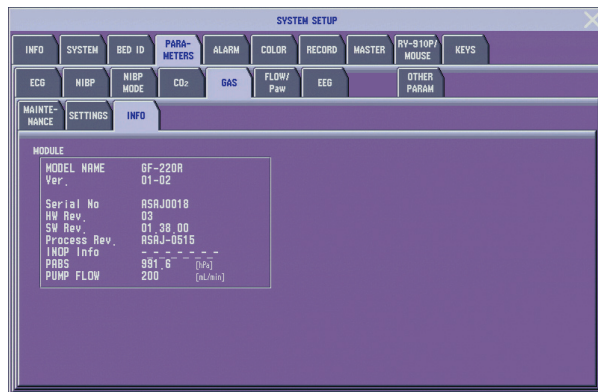 SYSTEM SETUP
INFO SYSTEM BED ID PARA-METERS ALARM COLOR RECORD MASTER RY-910P/MOUSE KEYS
ECG NIBP NIBP MODE CO₂ GAS FLOW/Paw EEG OTHER PARAM
MAINTE-NANCE SETTINGS INFO
MODULE
MODEL NAME GF-220R
Ver. 01-02
Serial No ASAJ0018
HW Rev. 03
SW Rev. 01.38.00
Process Rev. ASAJ-0515
INOP Info - - - - - - - -
PABS 991.6 [hPa]
PUMP FLOW 200 [mL/min]